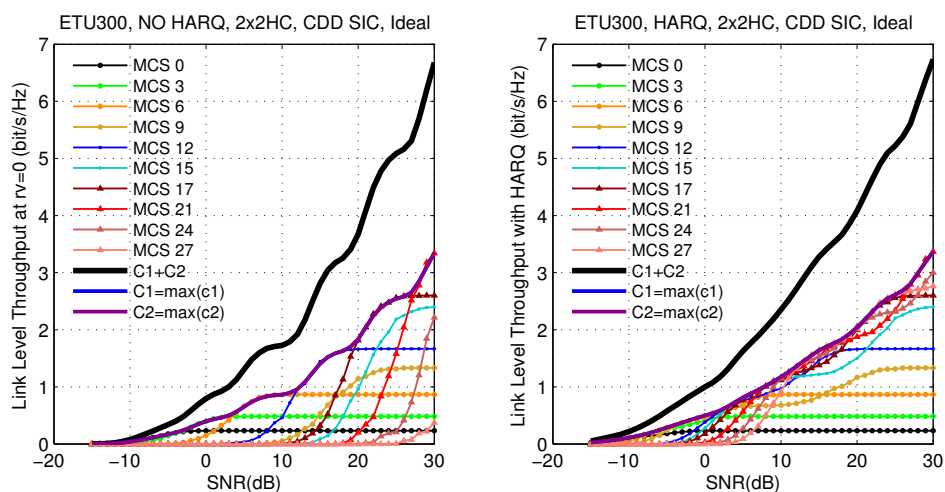 ETU300, NO HARQ, 2x2HC, CDD SIC, Ideal
Link Level Throughput at rv=0 (bit/s/Hz)
7
6
5
4
3
2
1
0
MCS 0
MCS 3
MCS 6
MCS 9
MCS 12
MCS 15
MCS 17
MCS 21
MCS 24
MCS 27
C1+C2
C1=max(c1)
C2=max(c2)
−20 −10 0 10 20 30
SNR(dB)
ETU300, HARQ, 2x2HC, CDD SIC, Ideal
Link Level Throughput with HARQ (bit/s/Hz)
7
6
5
4
3
2
1
0
MCS 0
MCS 3
MCS 6
MCS 9
MCS 12
MCS 15
MCS 17
MCS 21
MCS 24
MCS 27
C1+C2
C1=max(c1)
C2=max(c2)
−20 −10 0 10 20 30
SNR(dB)